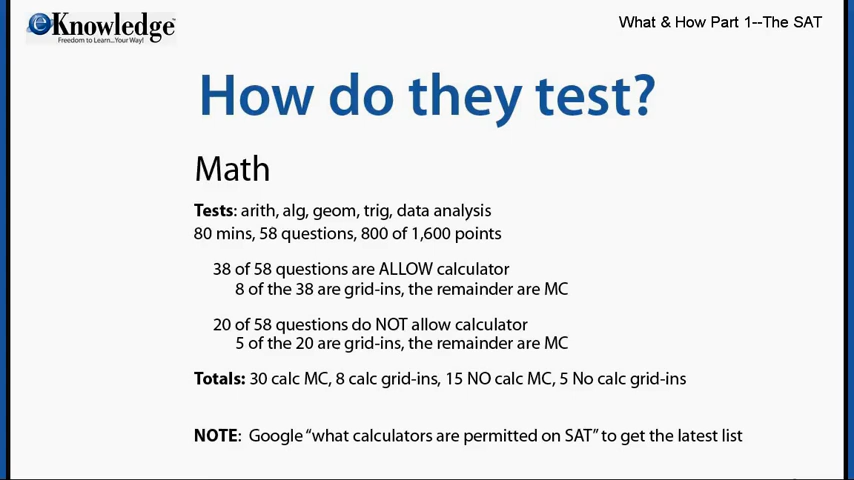 eKnowledge™
Freedom to Learn...Your Way!
What & How Part 1--The SAT
How do they test?
Math
Tests: arith, alg, geom, trig, data analysis
80 mins, 58 questions, 800 of 1,600 points
38 of 58 questions are ALLOW calculator
8 of the 38 are grid-ins, the remainder are MC
20 of 58 questions do NOT allow calculator
5 of the 20 are grid-ins, the remainder are MC
Totals: 30 calc MC, 8 calc grid-ins, 15 NO calc MC, 5 No calc grid-ins
NOTE: Google “what calculators are permitted on SAT” to get the latest list